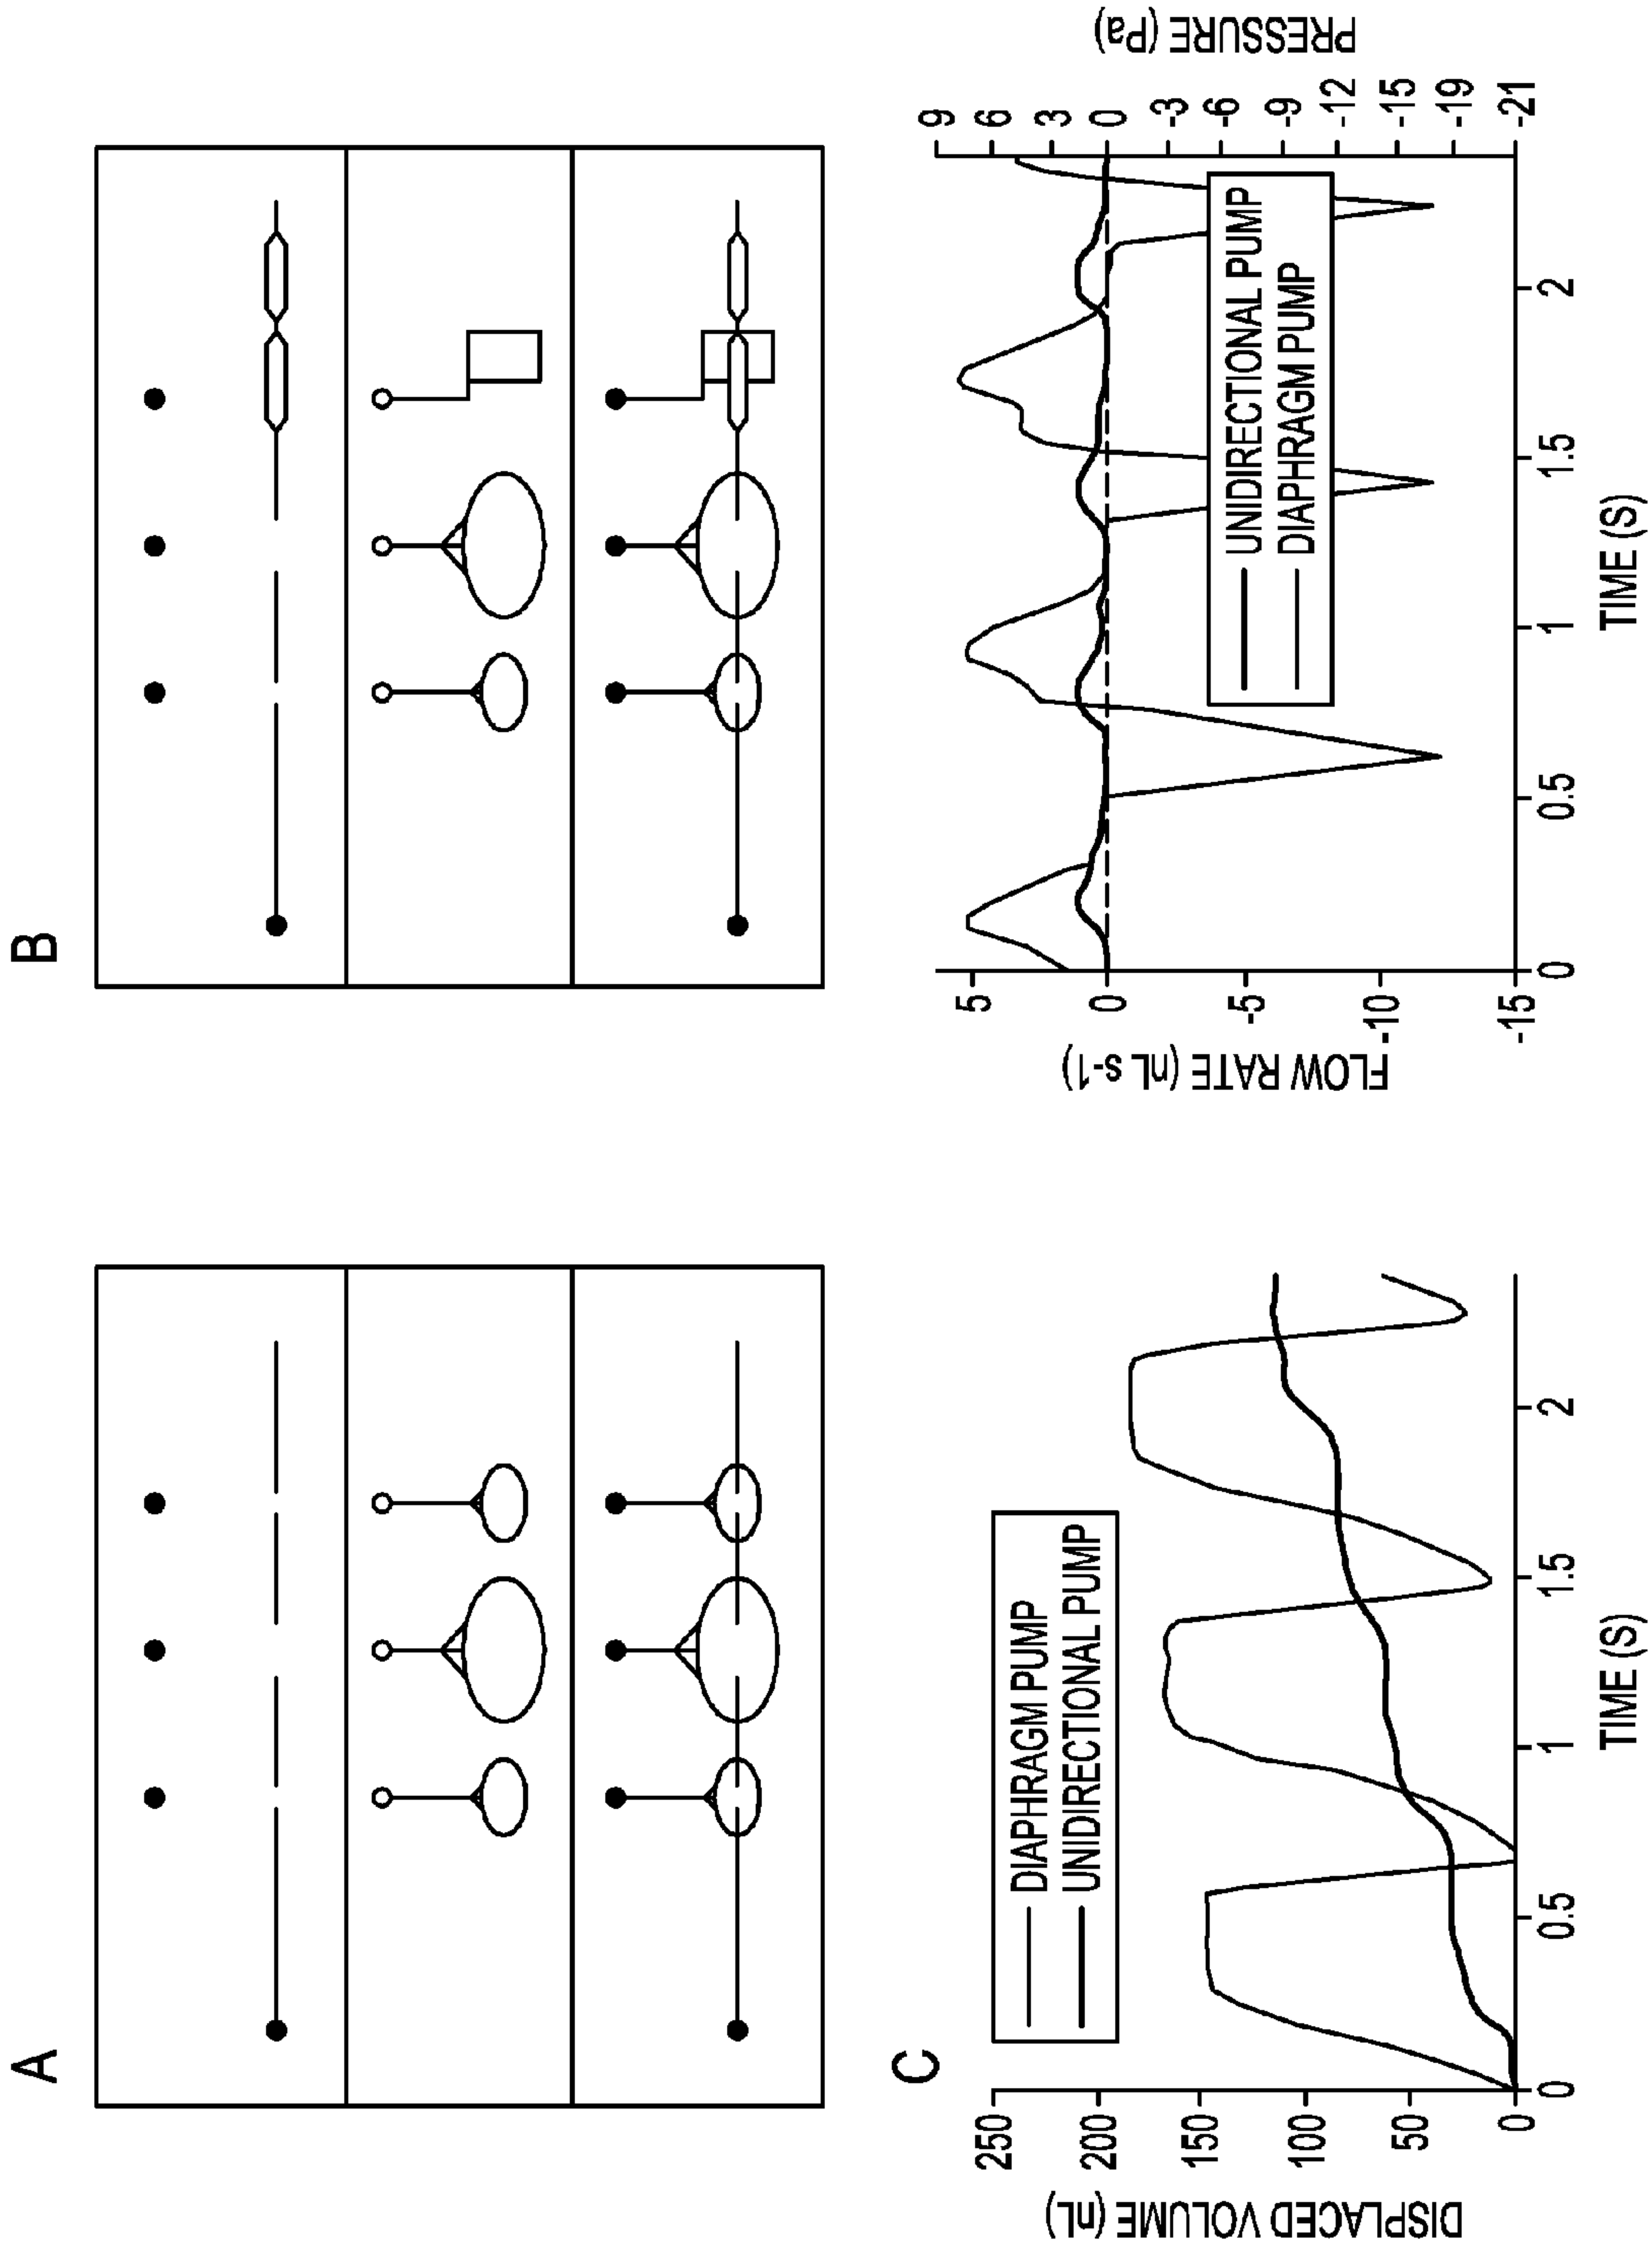 A
B
C
DISPLACED VOLUME (nL)
250
200
150
100
50
0
DIAPHRAGM PUMP
UNIDIRECTIONAL PUMP
0 0.5 1 1.5 2
TIME (S)
FLOW RATE (nL s-1)
5
0
-5
-10
-15
UNIDIRECTIONAL PUMP
DIAPHRAGM PUMP
0 0.5 1 1.5 2
TIME (S)
9
6
3
0
-3
-6
-9
-12
-15
-19
-21
PRESSURE (Pa)